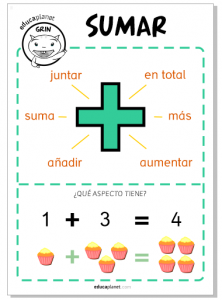 educaplanet
GRIN
SUMAR
juntar
en total
suma
más
añadir
aumentar
¿QUÉ ASPECTO TIENE?
1 + 3 = 4
+ =
educaplanet.com